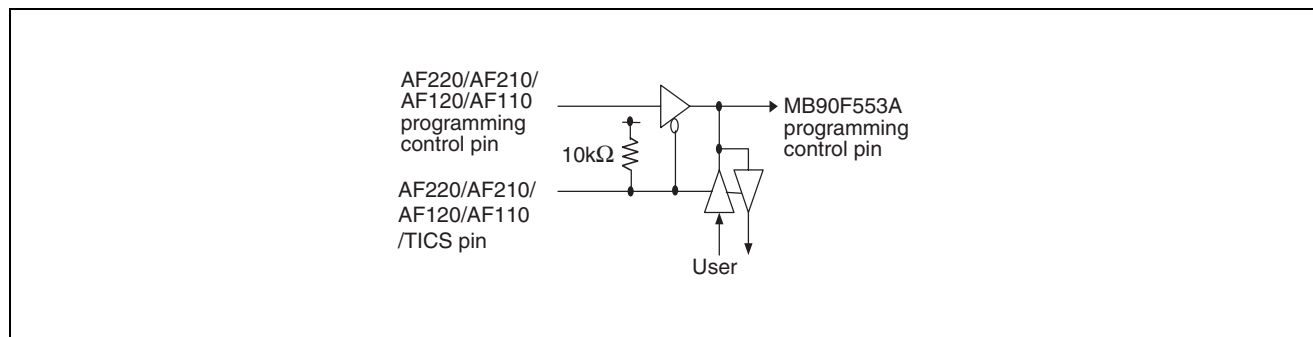 AF220/AF210/
AF120/AF110
programming
control pin
MB90F553A
programming
control pin
10kΩ
AF220/AF210/
AF120/AF110
/TICS pin
User